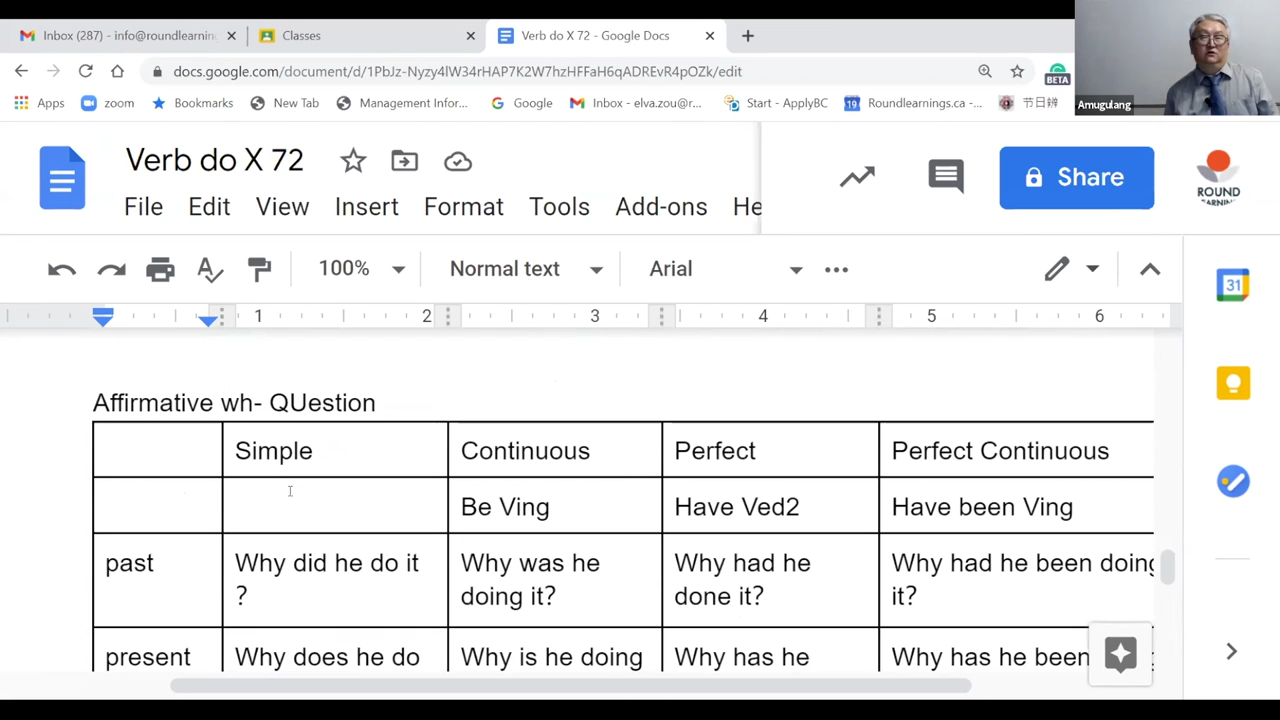 Inbox (287) - info@roundlearnin
Classes
Verb do X 72 - Google Docs
docs.google.com/document/d/1PbJz-Nyzy4lW34rHAP7K2W7hzHFFaH6qADREvR4pOZk/edit
BETA
Amugulang
Apps
zoom
Bookmarks
New Tab
Management Infor...
Google
Inbox - elva.zou@r...
Start - ApplyBC
19
Roundlearnings.ca -...
节日辨
Verb do X 72
Share
ROUND
File Edit View Insert Format Tools Add-ons He
100% Normal text Arial
31
1 2 3 4 5 6
Affirmative wh- QUestion
Simple Continuous Perfect Perfect Continuous
Be Ving Have Ved2 Have been Ving
past Why did he do it Why was he Why had he Why had he been doing
? doing it? done it? it?
present Why does he do Why is he doing Why has he Why has he been